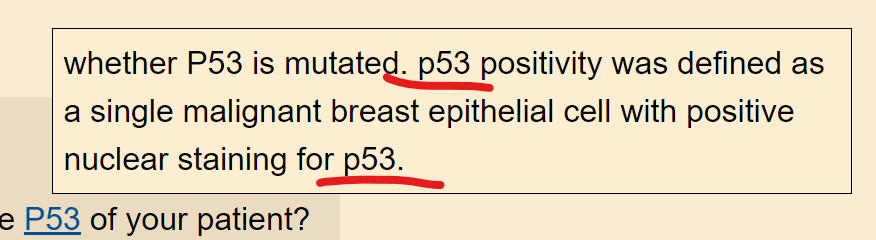 whether P53 is mutated. p53 positivity was defined as
a single malignant breast epithelial cell with positive
nuclear staining for p53.
e P53 of your patient?